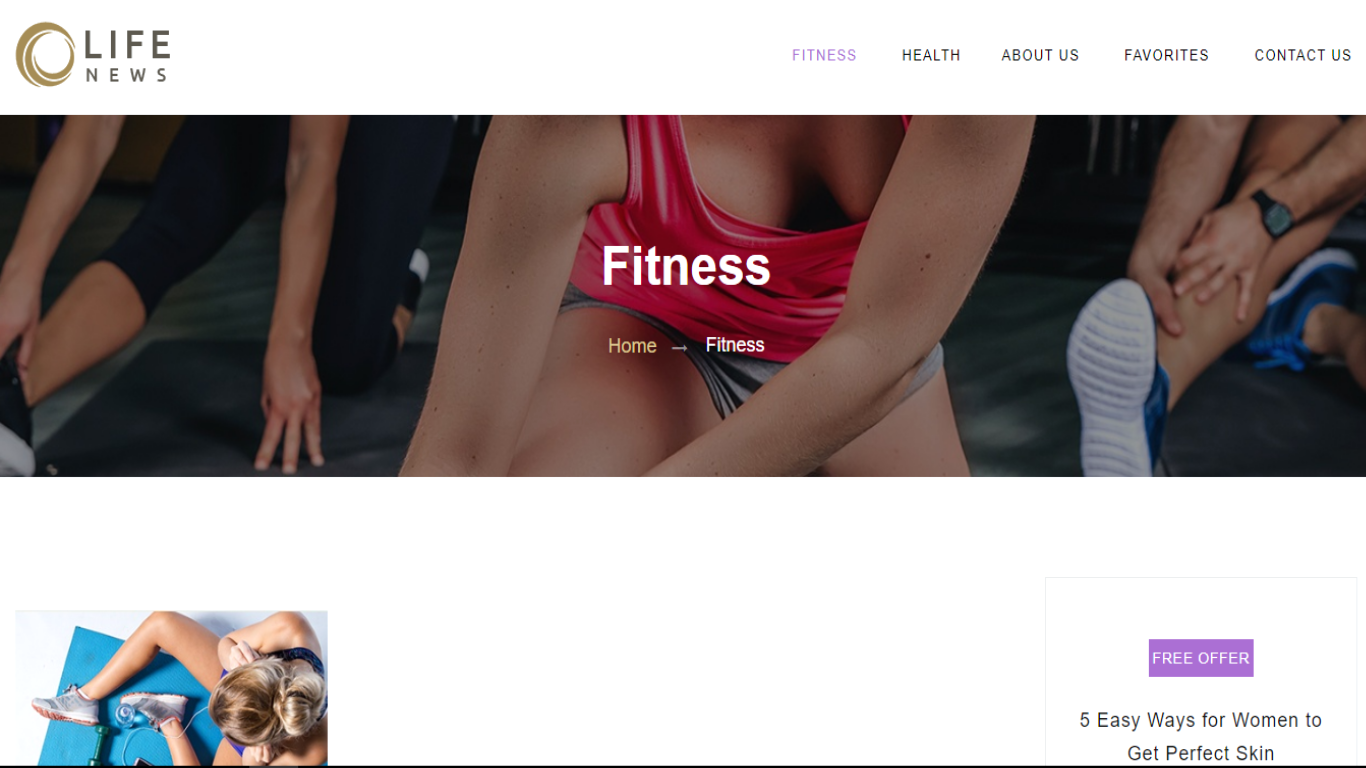 LIFE
NEWS
FITNESS HEALTH ABOUT US FAVORITES CONTACT US
Fitness
Home → Fitness
FREE OFFER
5 Easy Ways for Women to
Get Perfect Skin